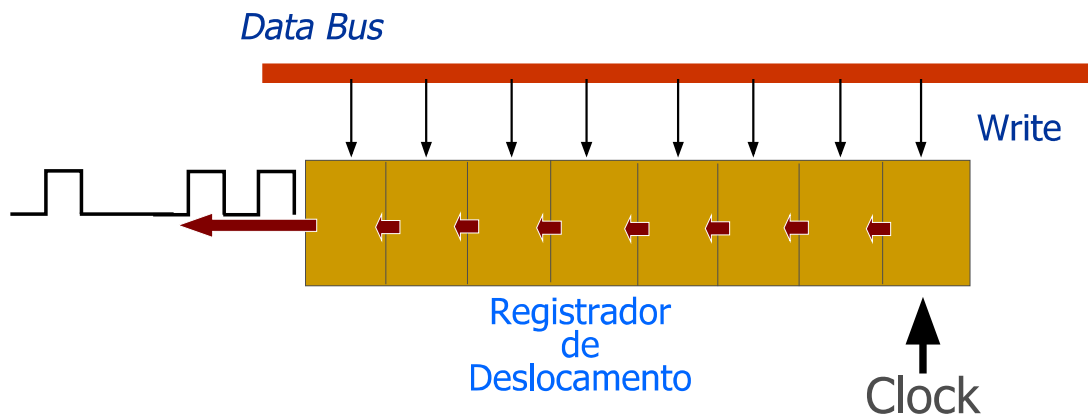 Data Bus
Write
Registrador
de
Deslocamento
Clock